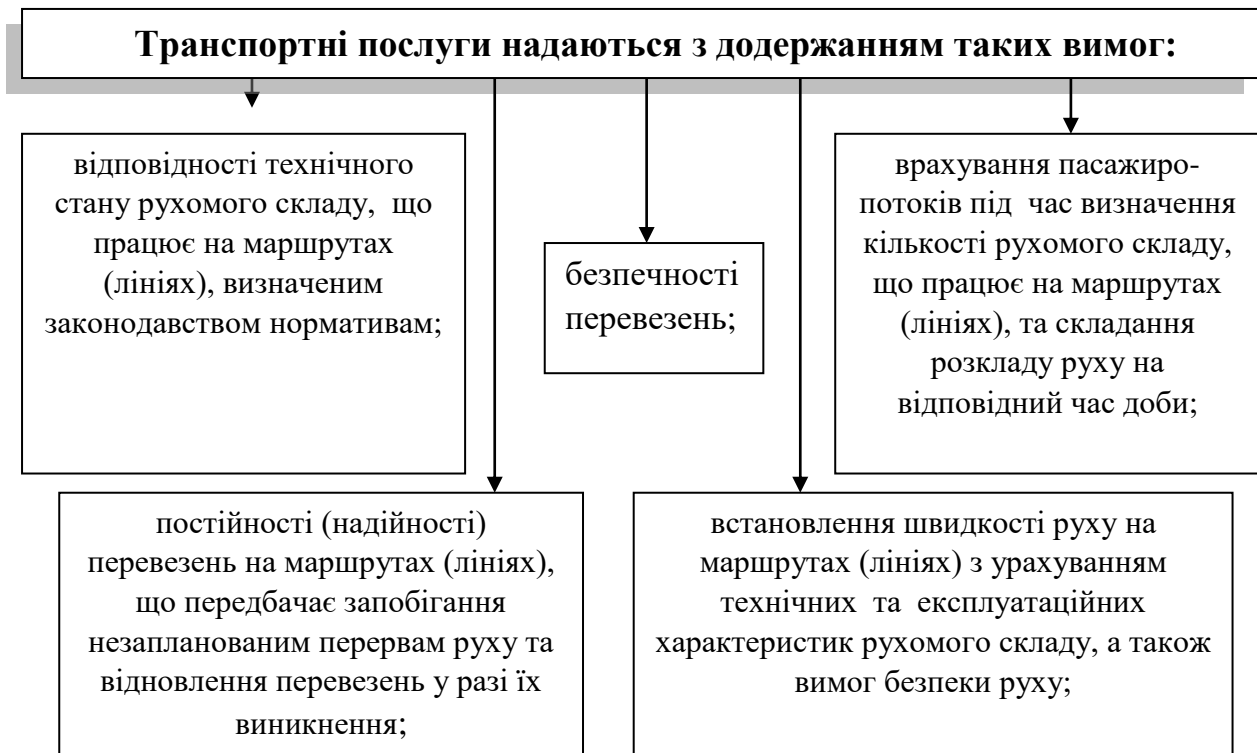 Транспортні послуги надаються з додержанням таких вимог:
відповідності технічного
стану рухомого складу, що
працює на маршрутах
(лініях), визначеним
законодавством нормативам;
безпечності
перевезень;
врахування пасажиро-
потоків під час визначення
кількості рухомого складу,
що працює на маршрутах
(лініях), та складання
розкладу руху на
відповідний час доби;
постійності (надійності)
перевезень на маршрутах (лініях),
що передбачає запобігання
незапланованим перервам руху та
відновлення перевезень у разі їх
виникнення;
встановлення швидкості руху на
маршрутах (лініях) з урахуванням
технічних та експлуатаційних
характеристик рухомого складу, а також
вимог безпеки руху;